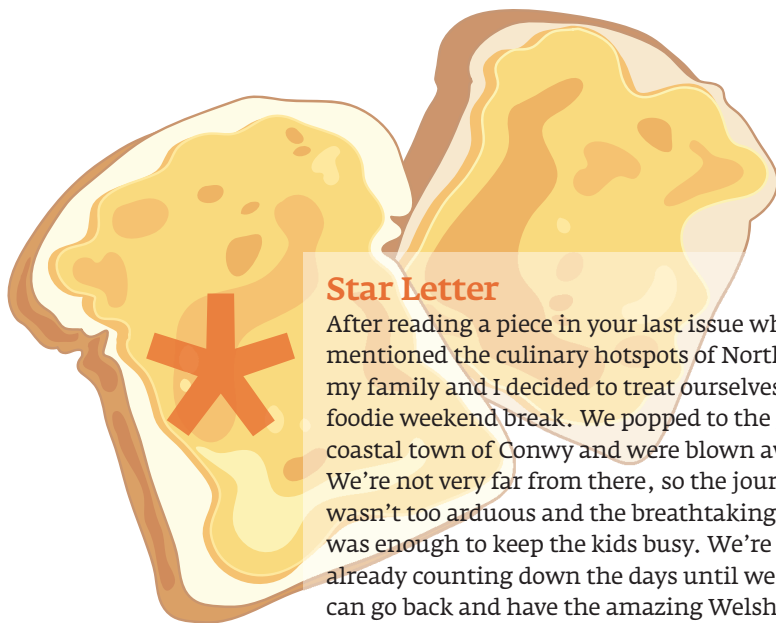 Star Letter
After reading a piece in your last issue
mentioned the culinary hotspots of
my family and I decided to treat ourselves
foodie weekend break. We popped to the
coastal town of Conwy and were blown
We're not very far from there, so the
wasn't too arduous and the breathtaking
was enough to keep the kids busy. We're
already counting down the days until we
can go back and have the amazing Welsh